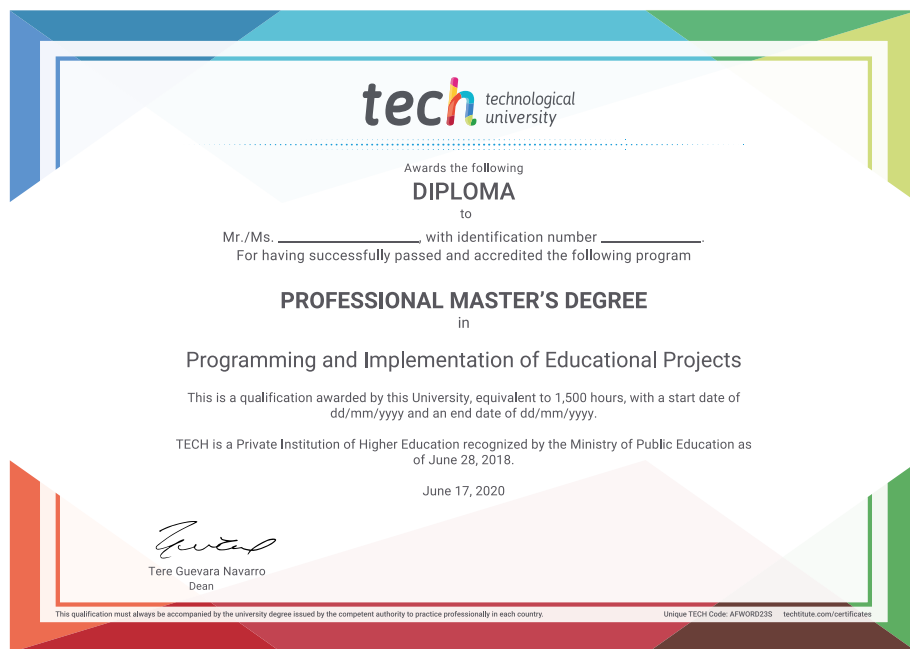 tech technological
university
Awards the following
DIPLOMA
to
Mr./Ms. , with identification number .
For having successfully passed and accredited the following program
PROFESSIONAL MASTER'S DEGREE
in
Programming and Implementation of Educational Projects
This is a qualification awarded by this University, equivalent to 1,500 hours, with a start date of
dd/mm/yyyy and an end date of dd/mm/yyyy.
TECH is a Private Institution of Higher Education recognized by the Ministry of Public Education as
of June 28, 2018.
June 17, 2020
Tere Guevara Navarro
Dean
This qualification must always be accompanied by the university degree issued by the competent authority to practice professionally in each country. Unique TECH Code: AFWORD23S techtitute.com/certificates